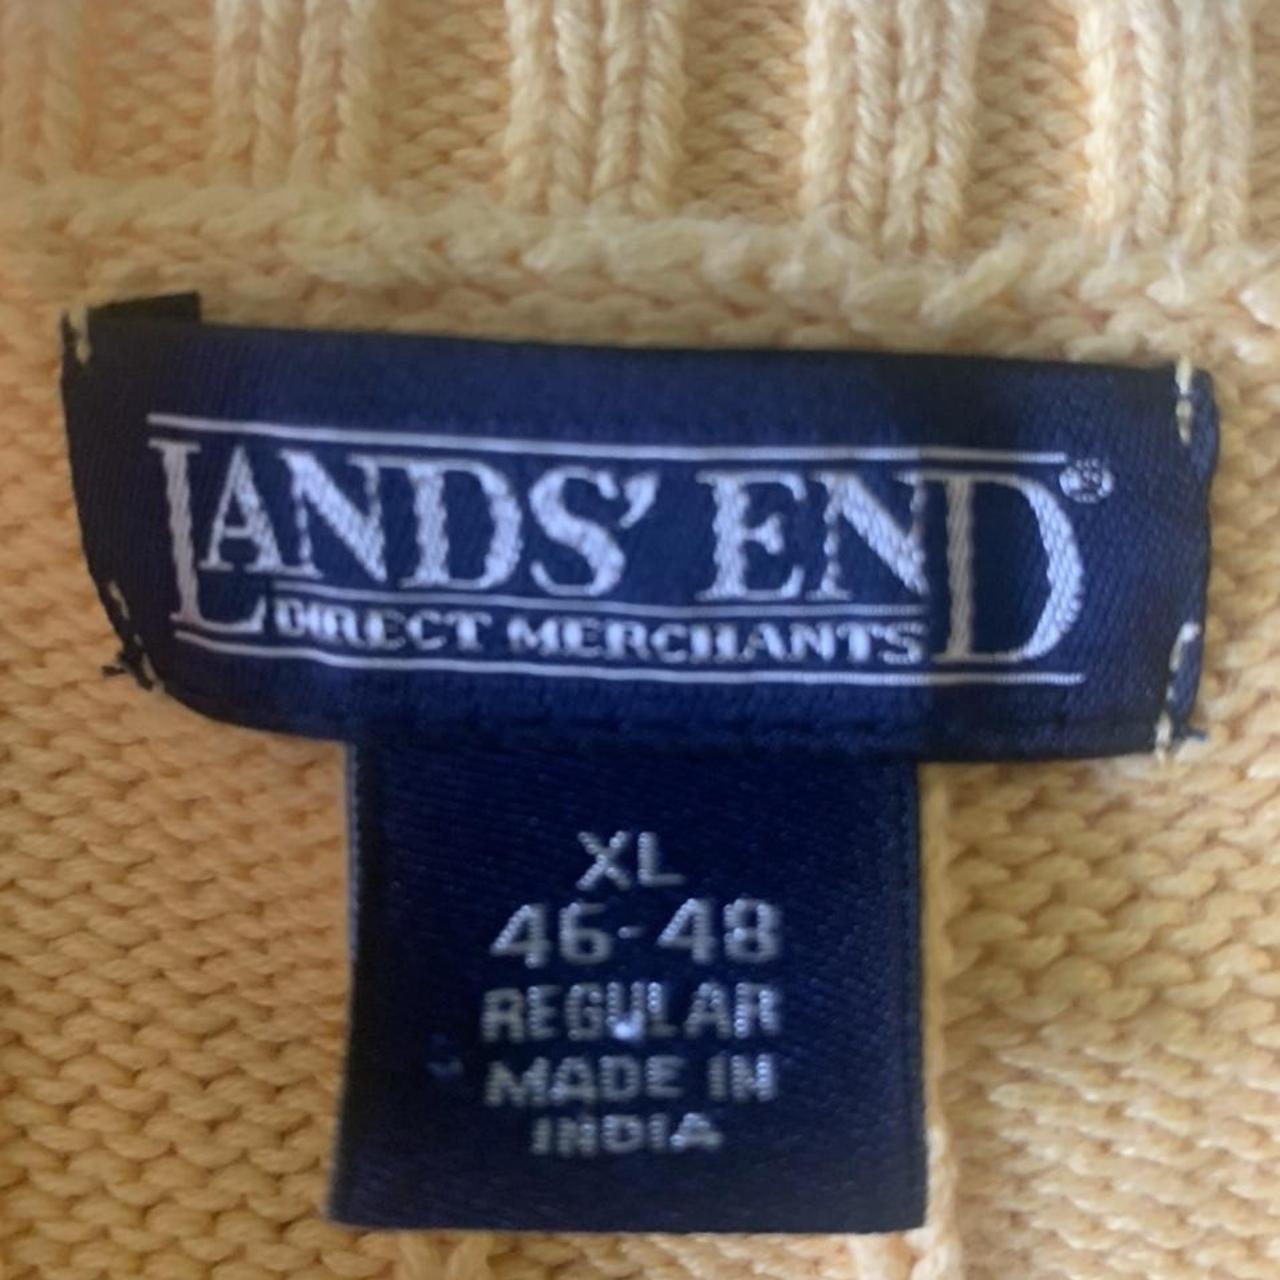 LANDS' END®
DIRECT MERCHANTS
XL
46-48
REGULAR
MADE IN
INDIA